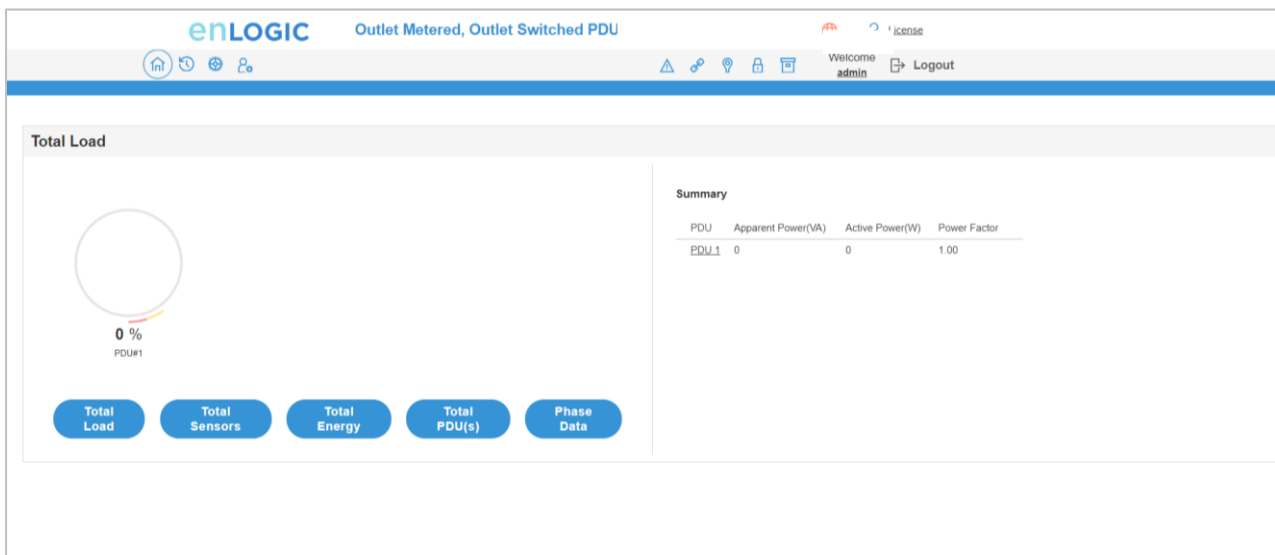 enLOGIC Outlet Metered, Outlet Switched PDU
Welcome
admin
Logout
Total Load
Summary
PDU Apparent Power(VA) Active Power(W) Power Factor
PDU 1 0 0 1.00
0 %
PDU#1
Total Load
Total Sensors
Total Energy
Total PDU(s)
Phase Data